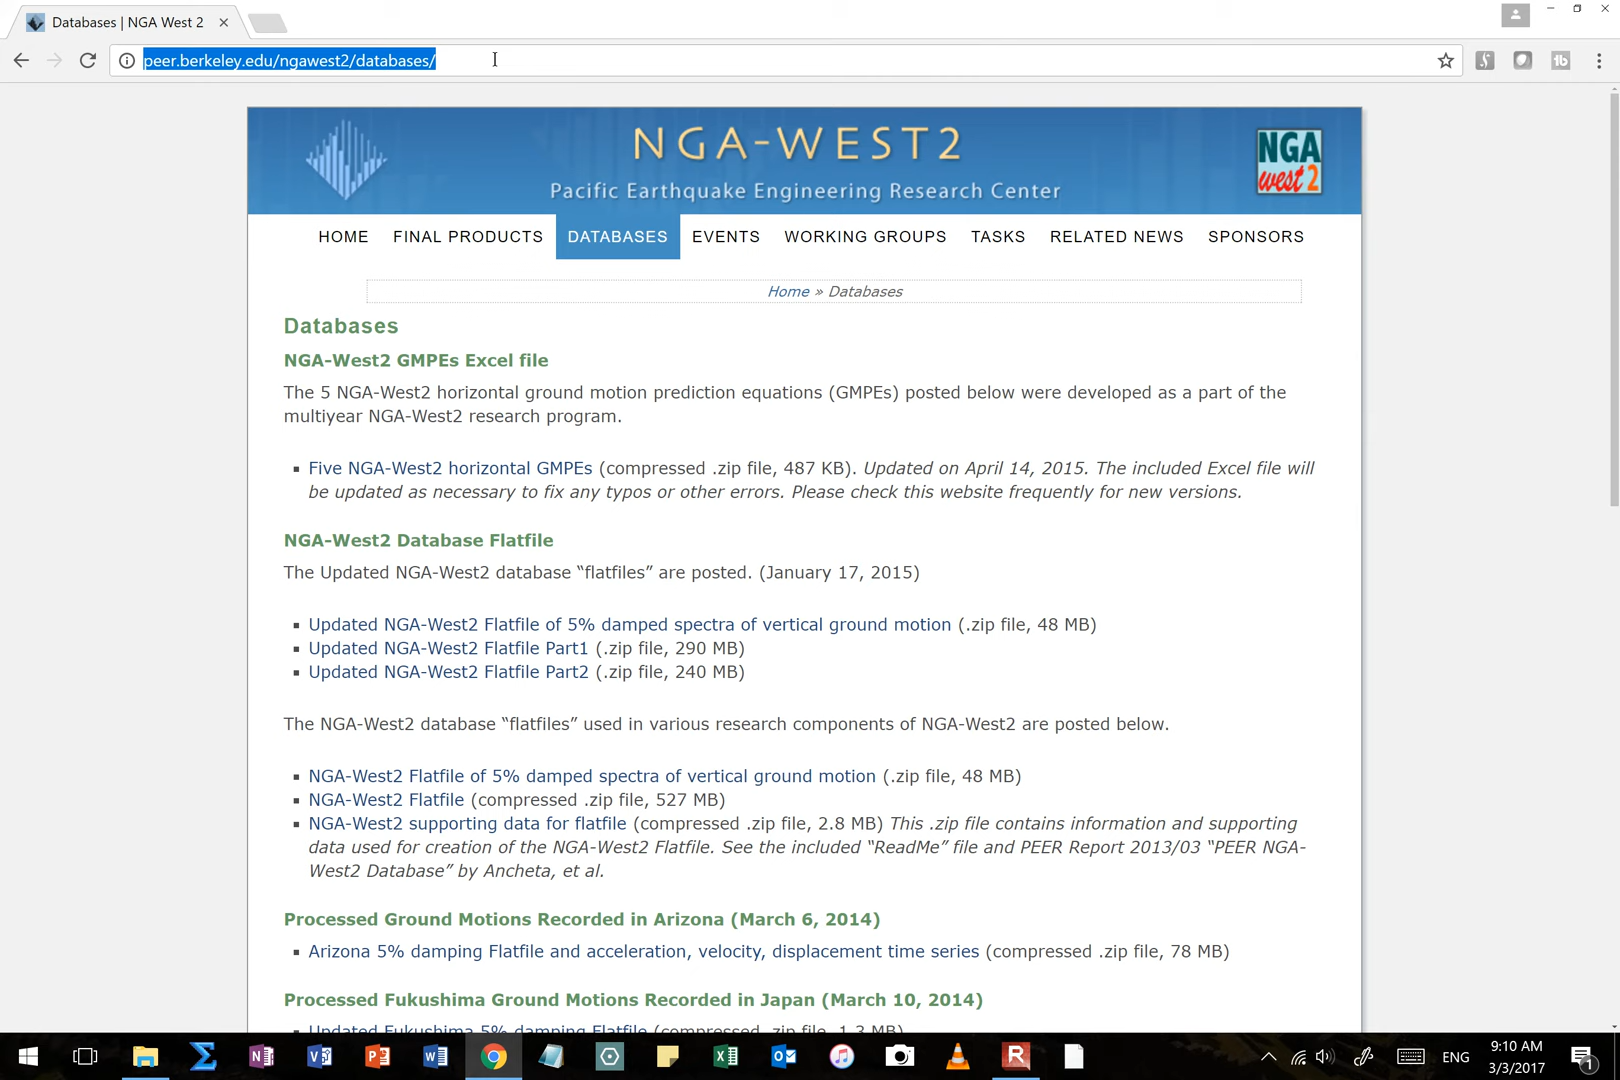 Databases | NGA West 2
peer.berkeley.edu/ngawest2/databases/
NGA-WEST2
Pacific Earthquake Engineering Research Center
NGA
west 2
HOME FINAL PRODUCTS DATABASES EVENTS WORKING GROUPS TASKS RELATED NEWS SPONSORS
Home » Databases
Databases
NGA-West2 GMPEs Excel file
The 5 NGA-West2 horizontal ground motion prediction equations (GMPEs) posted below were developed as a part of the
multiyear NGA-West2 research program.
Five NGA-West2 horizontal GMPEs (compressed .zip file, 487 KB). Updated on April 14, 2015. The included Excel file will
be updated as necessary to fix any typos or other errors. Please check this website frequently for new versions.
NGA-West2 Database Flatfile
The Updated NGA-West2 database “flatfiles” are posted. (January 17, 2015)
Updated NGA-West2 Flatfile of 5% damped spectra of vertical ground motion (.zip file, 48 MB)
Updated NGA-West2 Flatfile Part1 (.zip file, 290 MB)
Updated NGA-West2 Flatfile Part2 (.zip file, 240 MB)
The NGA-West2 database “flatfiles” used in various research components of NGA-West2 are posted below.
NGA-West2 Flatfile of 5% damped spectra of vertical ground motion (.zip file, 48 MB)
NGA-West2 Flatfile (compressed .zip file, 527 MB)
NGA-West2 supporting data for flatfile (compressed .zip file, 2.8 MB) This .zip file contains information and supporting
data used for creation of the NGA-West2 Flatfile. See the included “ReadMe” file and PEER Report 2013/03 “PEER NGA-
West2 Database” by Ancheta, et al.
Processed Ground Motions Recorded in Arizona (March 6, 2014)
Arizona 5% damping Flatfile and acceleration, velocity, displacement time series (compressed .zip file, 78 MB)
Processed Fukushima Ground Motions Recorded in Japan (March 10, 2014)
Updated Fukushima 5% damping Flatfile (compressed .zip file, 1.3 MB)
ENG
9:10 AM
3/3/2017
1